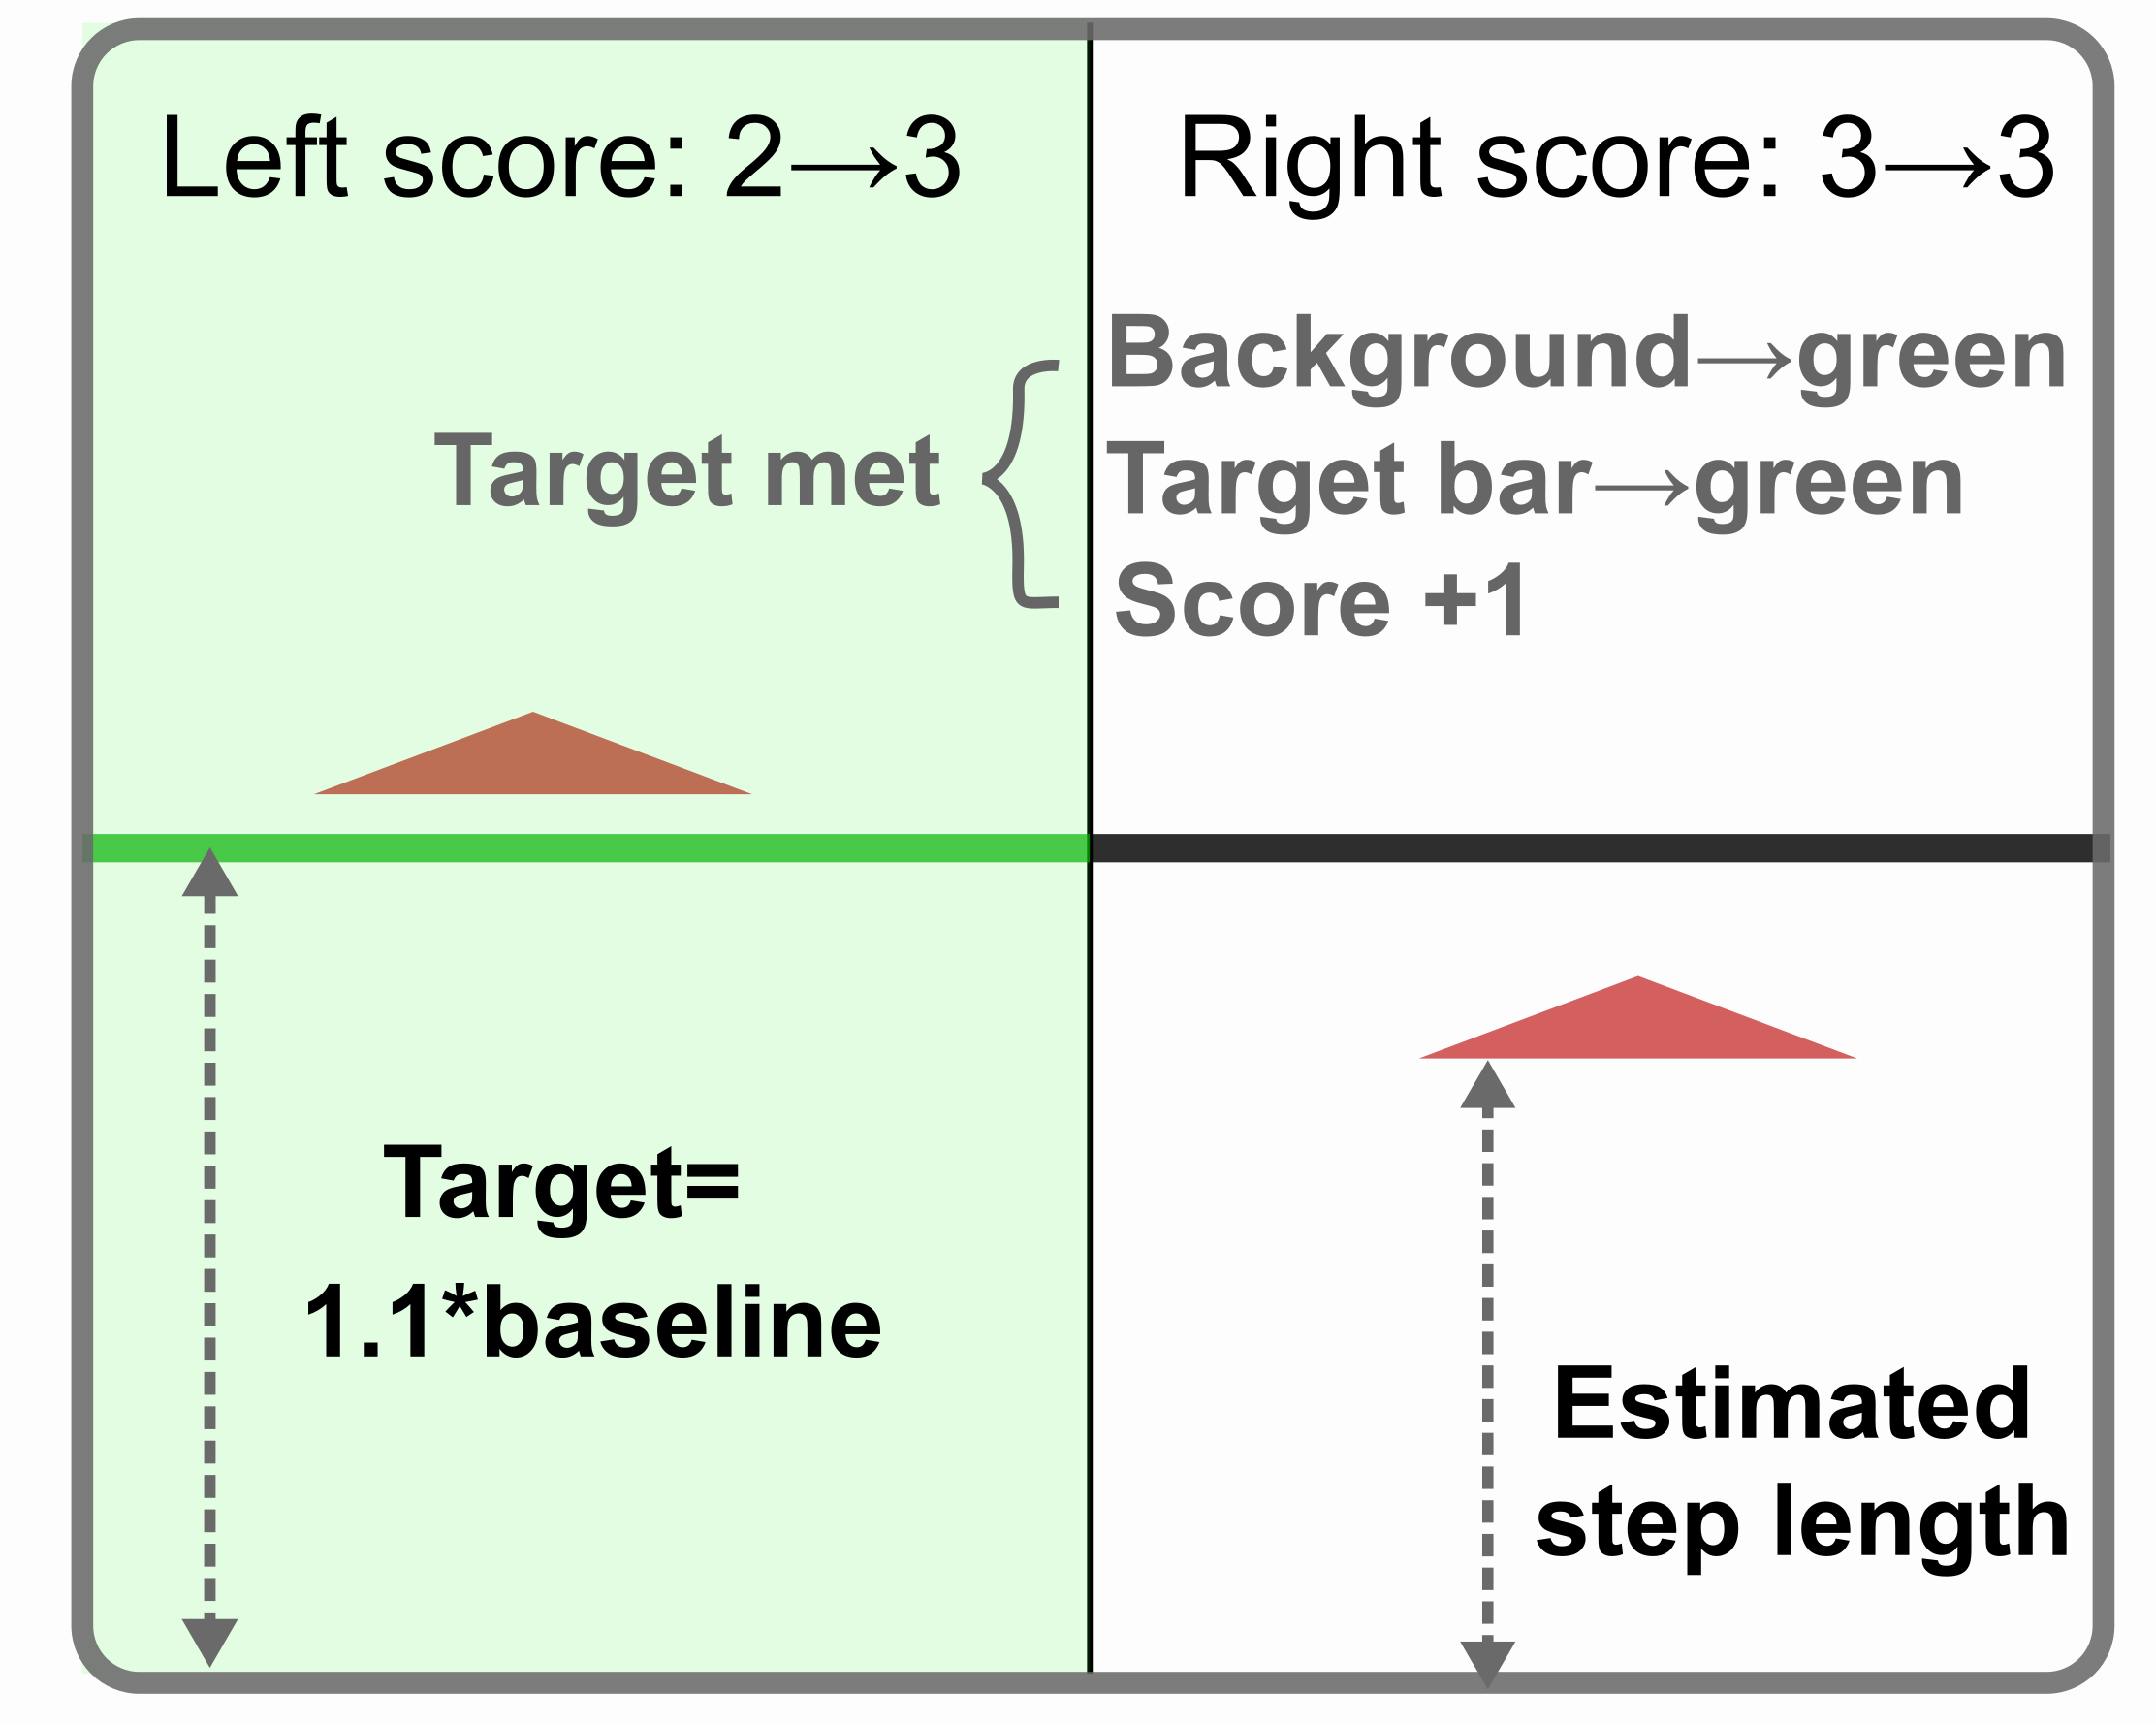 Left score: 2→3
Right score: 3→3
Target met
Background→green
Target bar→green
Score +1
Target=
1.1*baseline
Estimated
step length